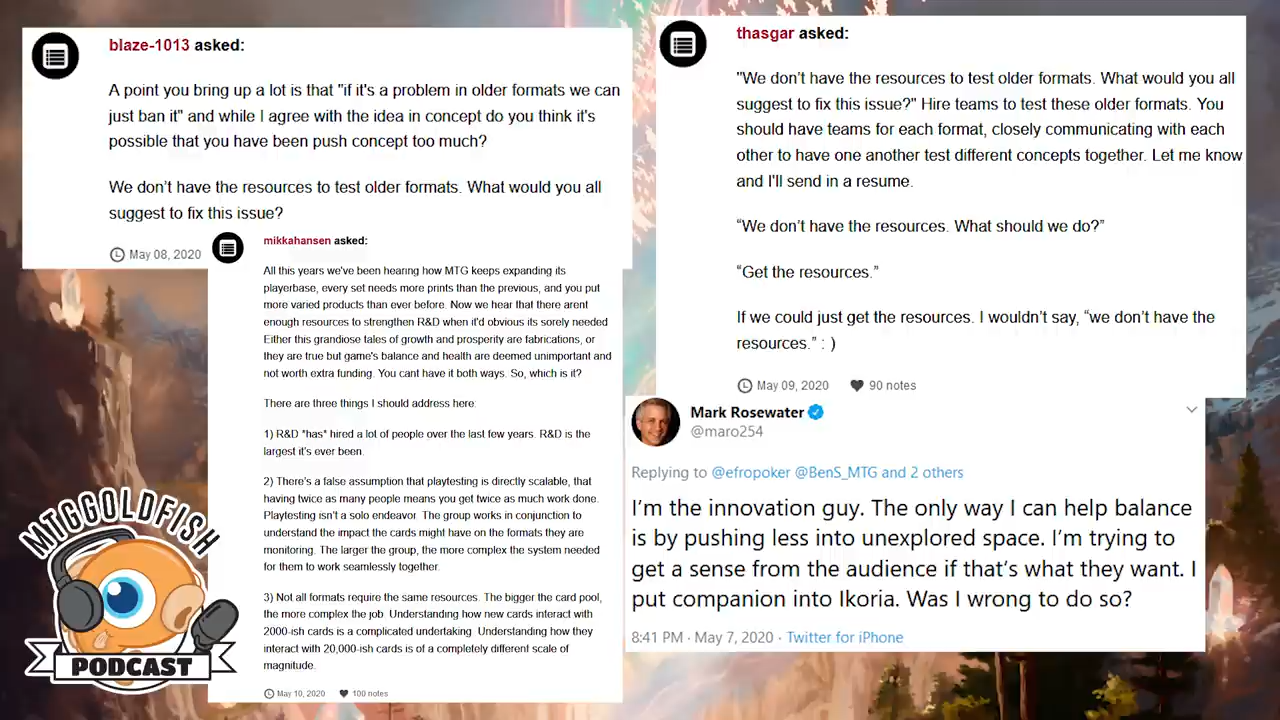 blaze-1013 asked:
A point you bring up a lot is that "if it's a problem in older formats we can
just ban it" and while I agree with the idea in concept do you think it's
possible that you have been push concept too much?
We don’t have the resources to test older formats. What would you all
suggest to fix this issue?
May 08, 2020
mikkahansen asked:
All this years we've been hearing how MTG keeps expanding its
playerbase, every set needs more prints than the previous, and you put
more varied products than ever before. Now we hear that there arent
enough resources to strengthen R&D when it'd obvious its sorely needed
Either this grandiose tales of growth and prosperity are fabrications, or
they are true but game's balance and health are deemed unimportant and
not worth extra funding. You cant have it both ways. So, which is it?
There are three things I should address here:
1) R&D *has* hired a lot of people over the last few years. R&D is the
largest it’s ever been.
2) There’s a false assumption that playtesting is directly scalable, that
having twice as many people means you get twice as much work done.
Playtesting isn’t a solo endeavor. The group works in conjunction to
understand the impact the cards might have on the formats they are
monitoring. The larger the group, the more complex the system needed
for them to work seamlessly together.
3) Not all formats require the same resources. The bigger the card pool,
the more complex the job. Understanding how new cards interact with
2000-ish cards is a complicated undertaking. Understanding how they
interact with 20,000-ish cards is of a completely different scale of
magnitude.
May 10, 2020 100 notes
thasgar asked:
"We don’t have the resources to test older formats. What would you all
suggest to fix this issue?" Hire teams to test these older formats. You
should have teams for each format, closely communicating with each
other to have one another test different concepts together. Let me know
and I'll send in a resume.
“We don’t have the resources. What should we do?”
“Get the resources.”
If we could just get the resources. I wouldn’t say, “we don’t have the
resources.” : )
May 09, 2020 90 notes
Mark Rosewater
@maro254
Replying to @efropoker @BenS_MTG and 2 others
I’m the innovation guy. The only way I can help balance
is by pushing less into unexplored space. I’m trying to
get a sense from the audience if that’s what they want. I
put companion into Ikoria. Was I wrong to do so?
8:41 PM · May 7, 2020 · Twitter for iPhone
MTGGOLDFISH
PODCAST